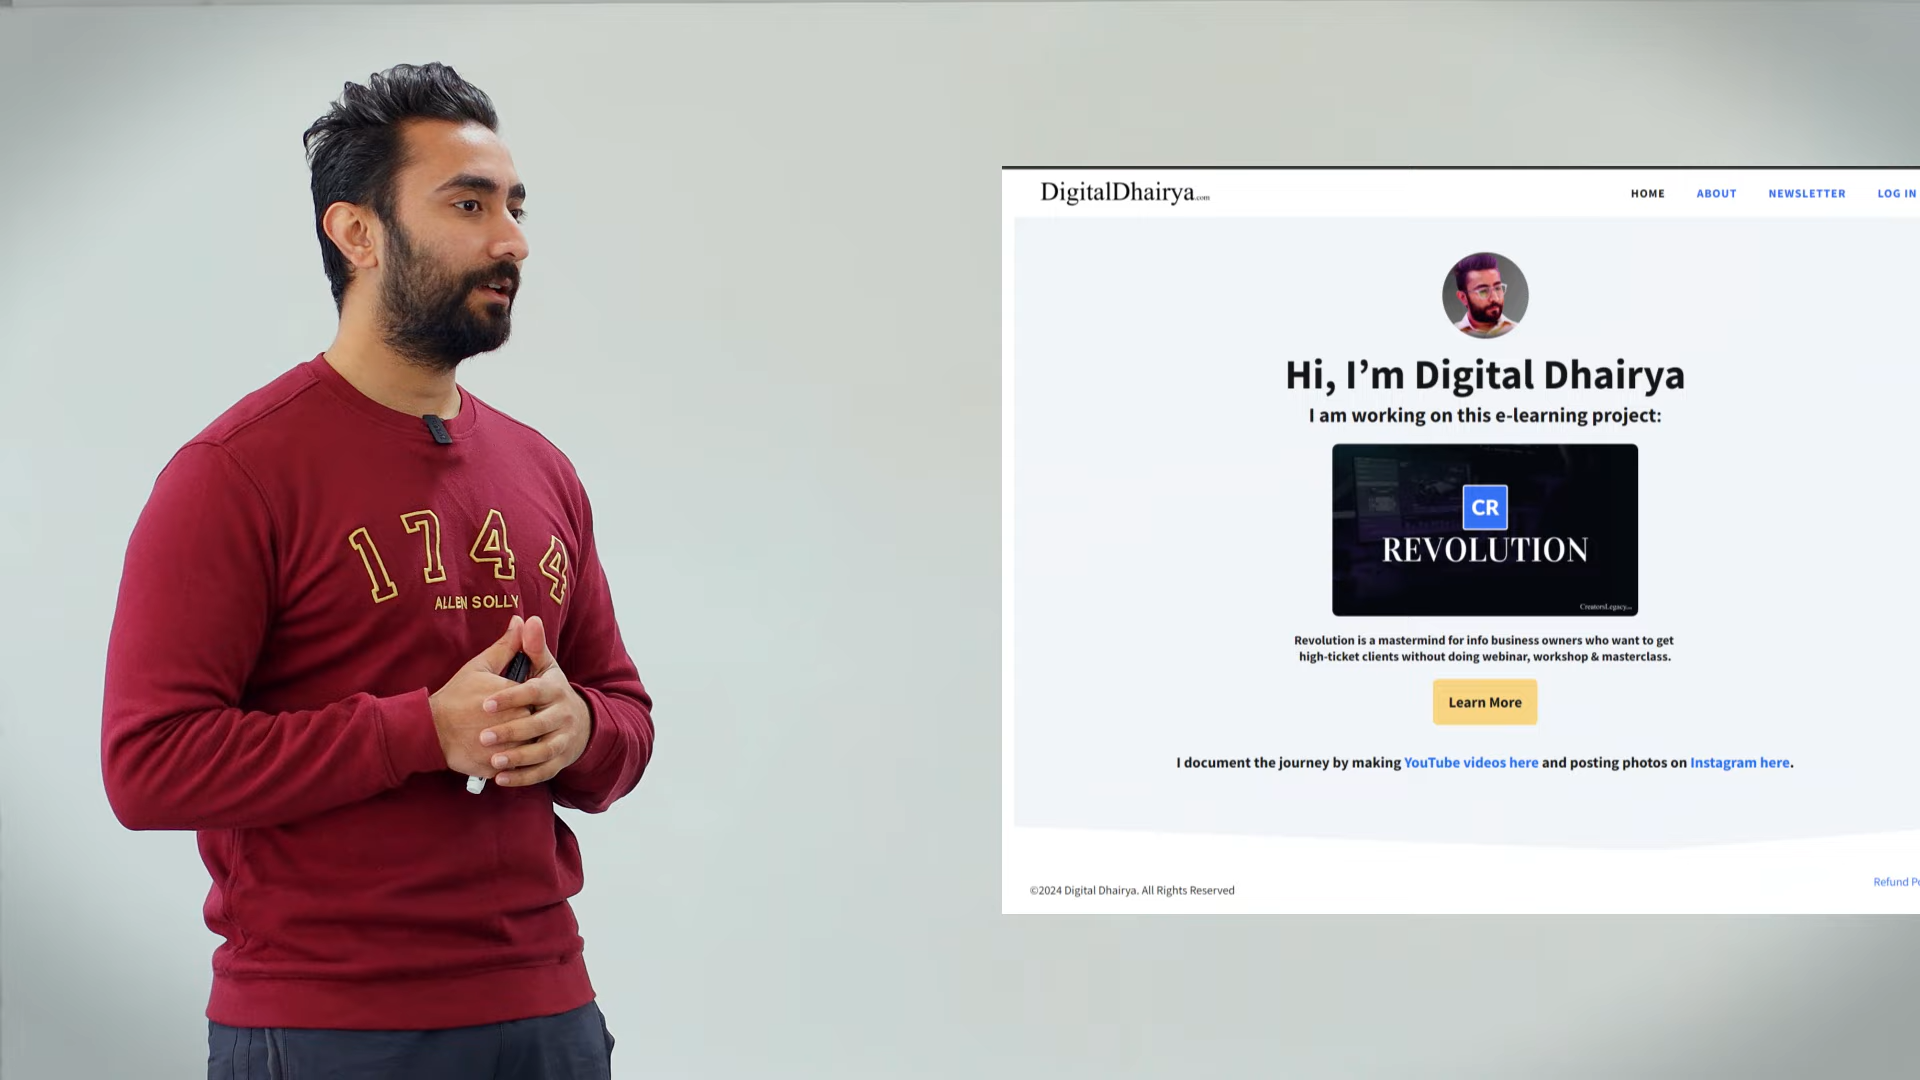 1744
ALLEN SOLLY
DigitalDhairya.com
HOME ABOUT NEWSLETTER LOG IN
Hi, I’m Digital Dhairya
I am working on this e-learning project:
CR
REVOLUTION
Revolution is a mastermind for info business owners who want to get
high-ticket clients without doing webinar, workshop & masterclass.
Learn More
I document the journey by making YouTube videos here and posting photos on Instagram here.
©2024 Digital Dhairya. All Rights Reserved
Refund